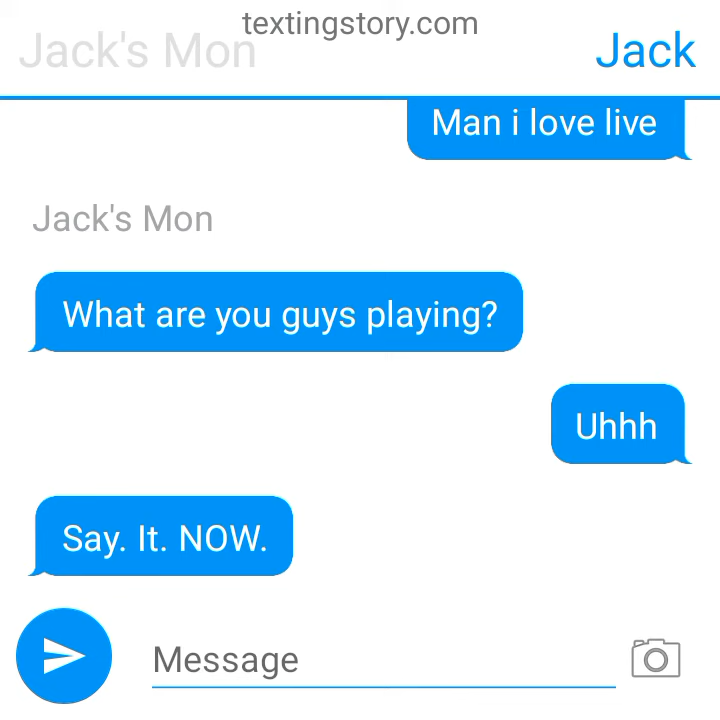 textingstory.com
Jack's Mon
Jack
Man i love live
Jack's Mon
What are you guys playing?
Uhhh
Say. It. NOW.
Message